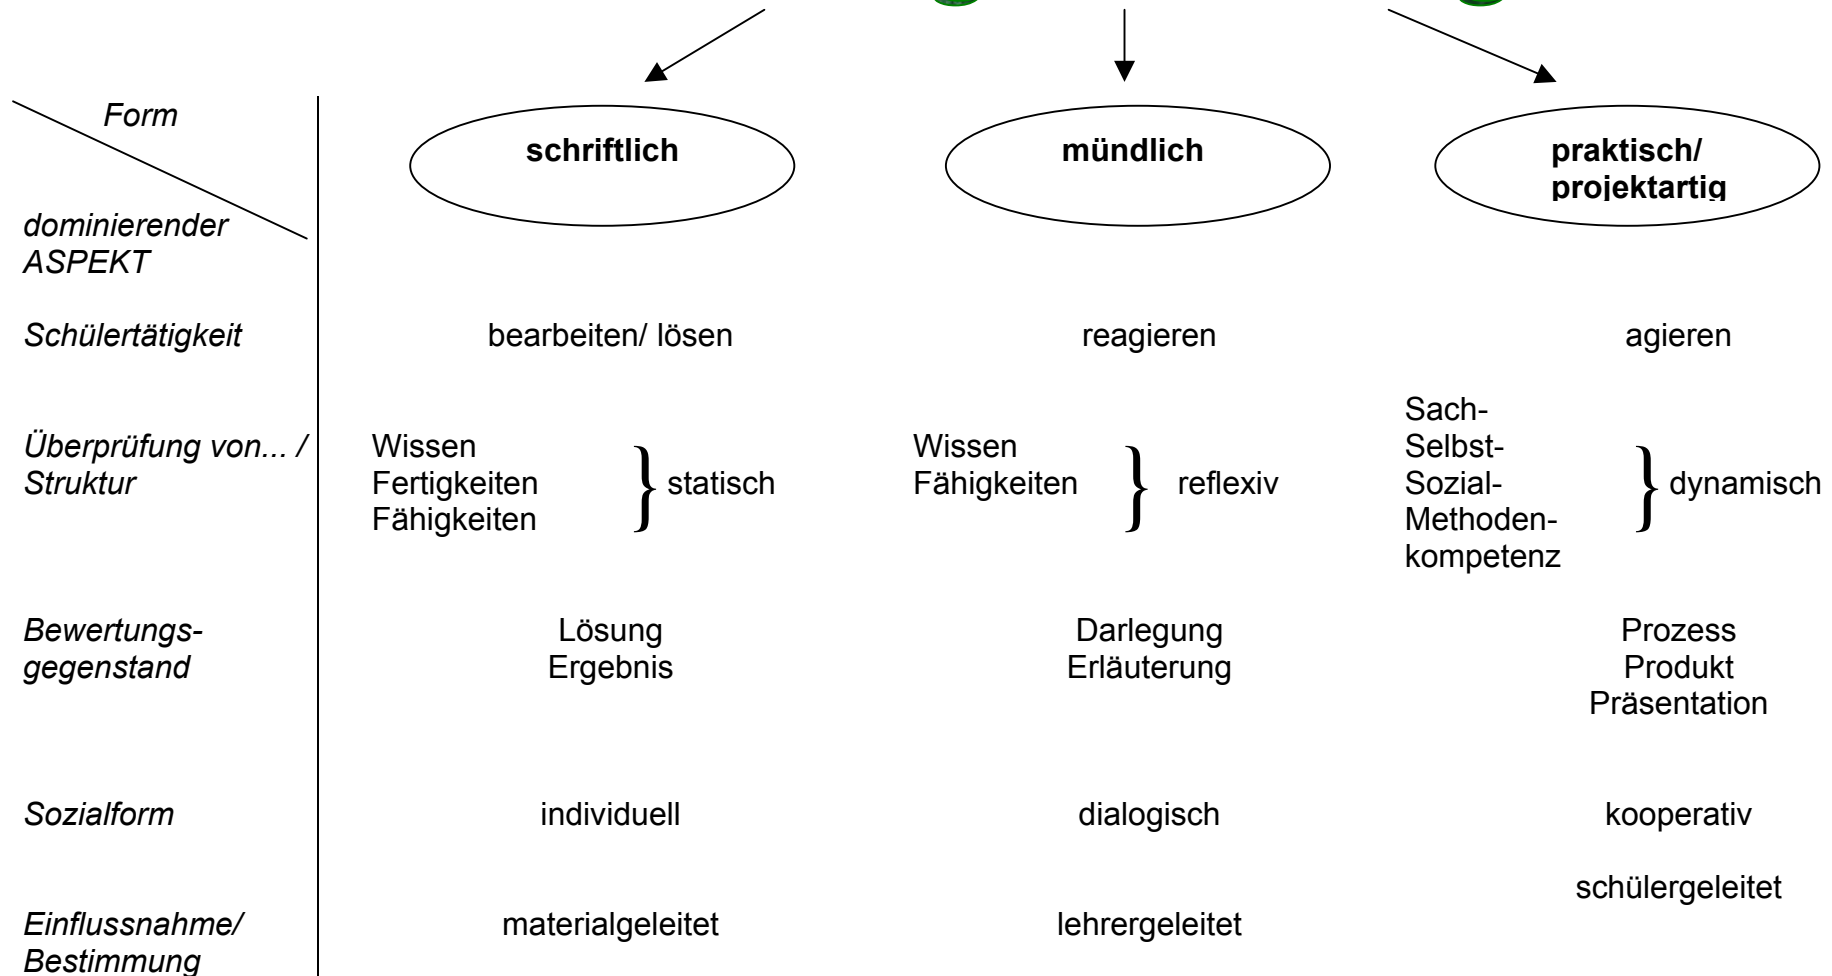 Form
schriftlich
mündlich
praktisch/
projektartig
dominierender
ASPEKT
Schülertätigkeit
bearbeiten/ lösen
reagieren
agieren
Überprüfung von... /
Struktur
Wissen
Fertigkeiten
Fähigkeiten
} statisch
Wissen
Fähigkeiten
} reflexiv
Sach-
Selbst-
Sozial-
Methoden-
kompetenz
} dynamisch
Bewertungs-
gegenstand
Lösung
Ergebnis
Darlegung
Erläuterung
Prozess
Produkt
Präsentation
Sozialform
individuell
dialogisch
kooperativ
Einflussnahme/
Bestimmung
materialgeleitet
lehrergeleitet
schülergeleitet